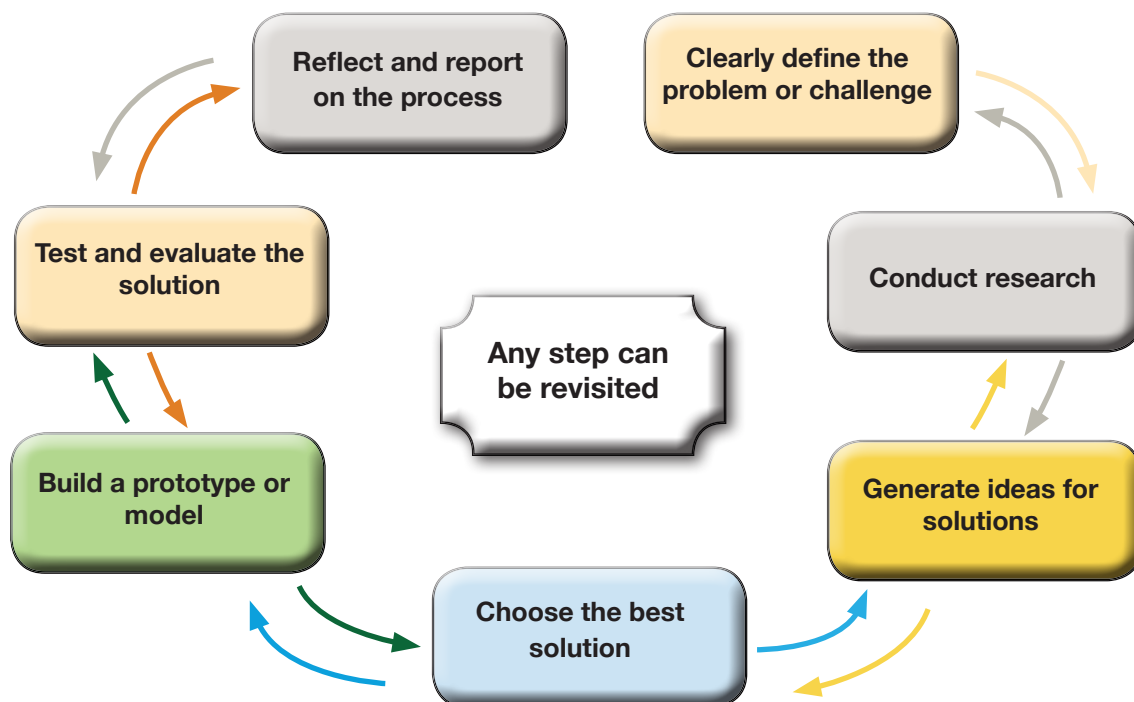 Reflect and report
on the process
Clearly define the
problem or challenge
Test and evaluate the
solution
Conduct research
Any step can
be revisited
Build a prototype or
model
Generate ideas for
solutions
Choose the best
solution